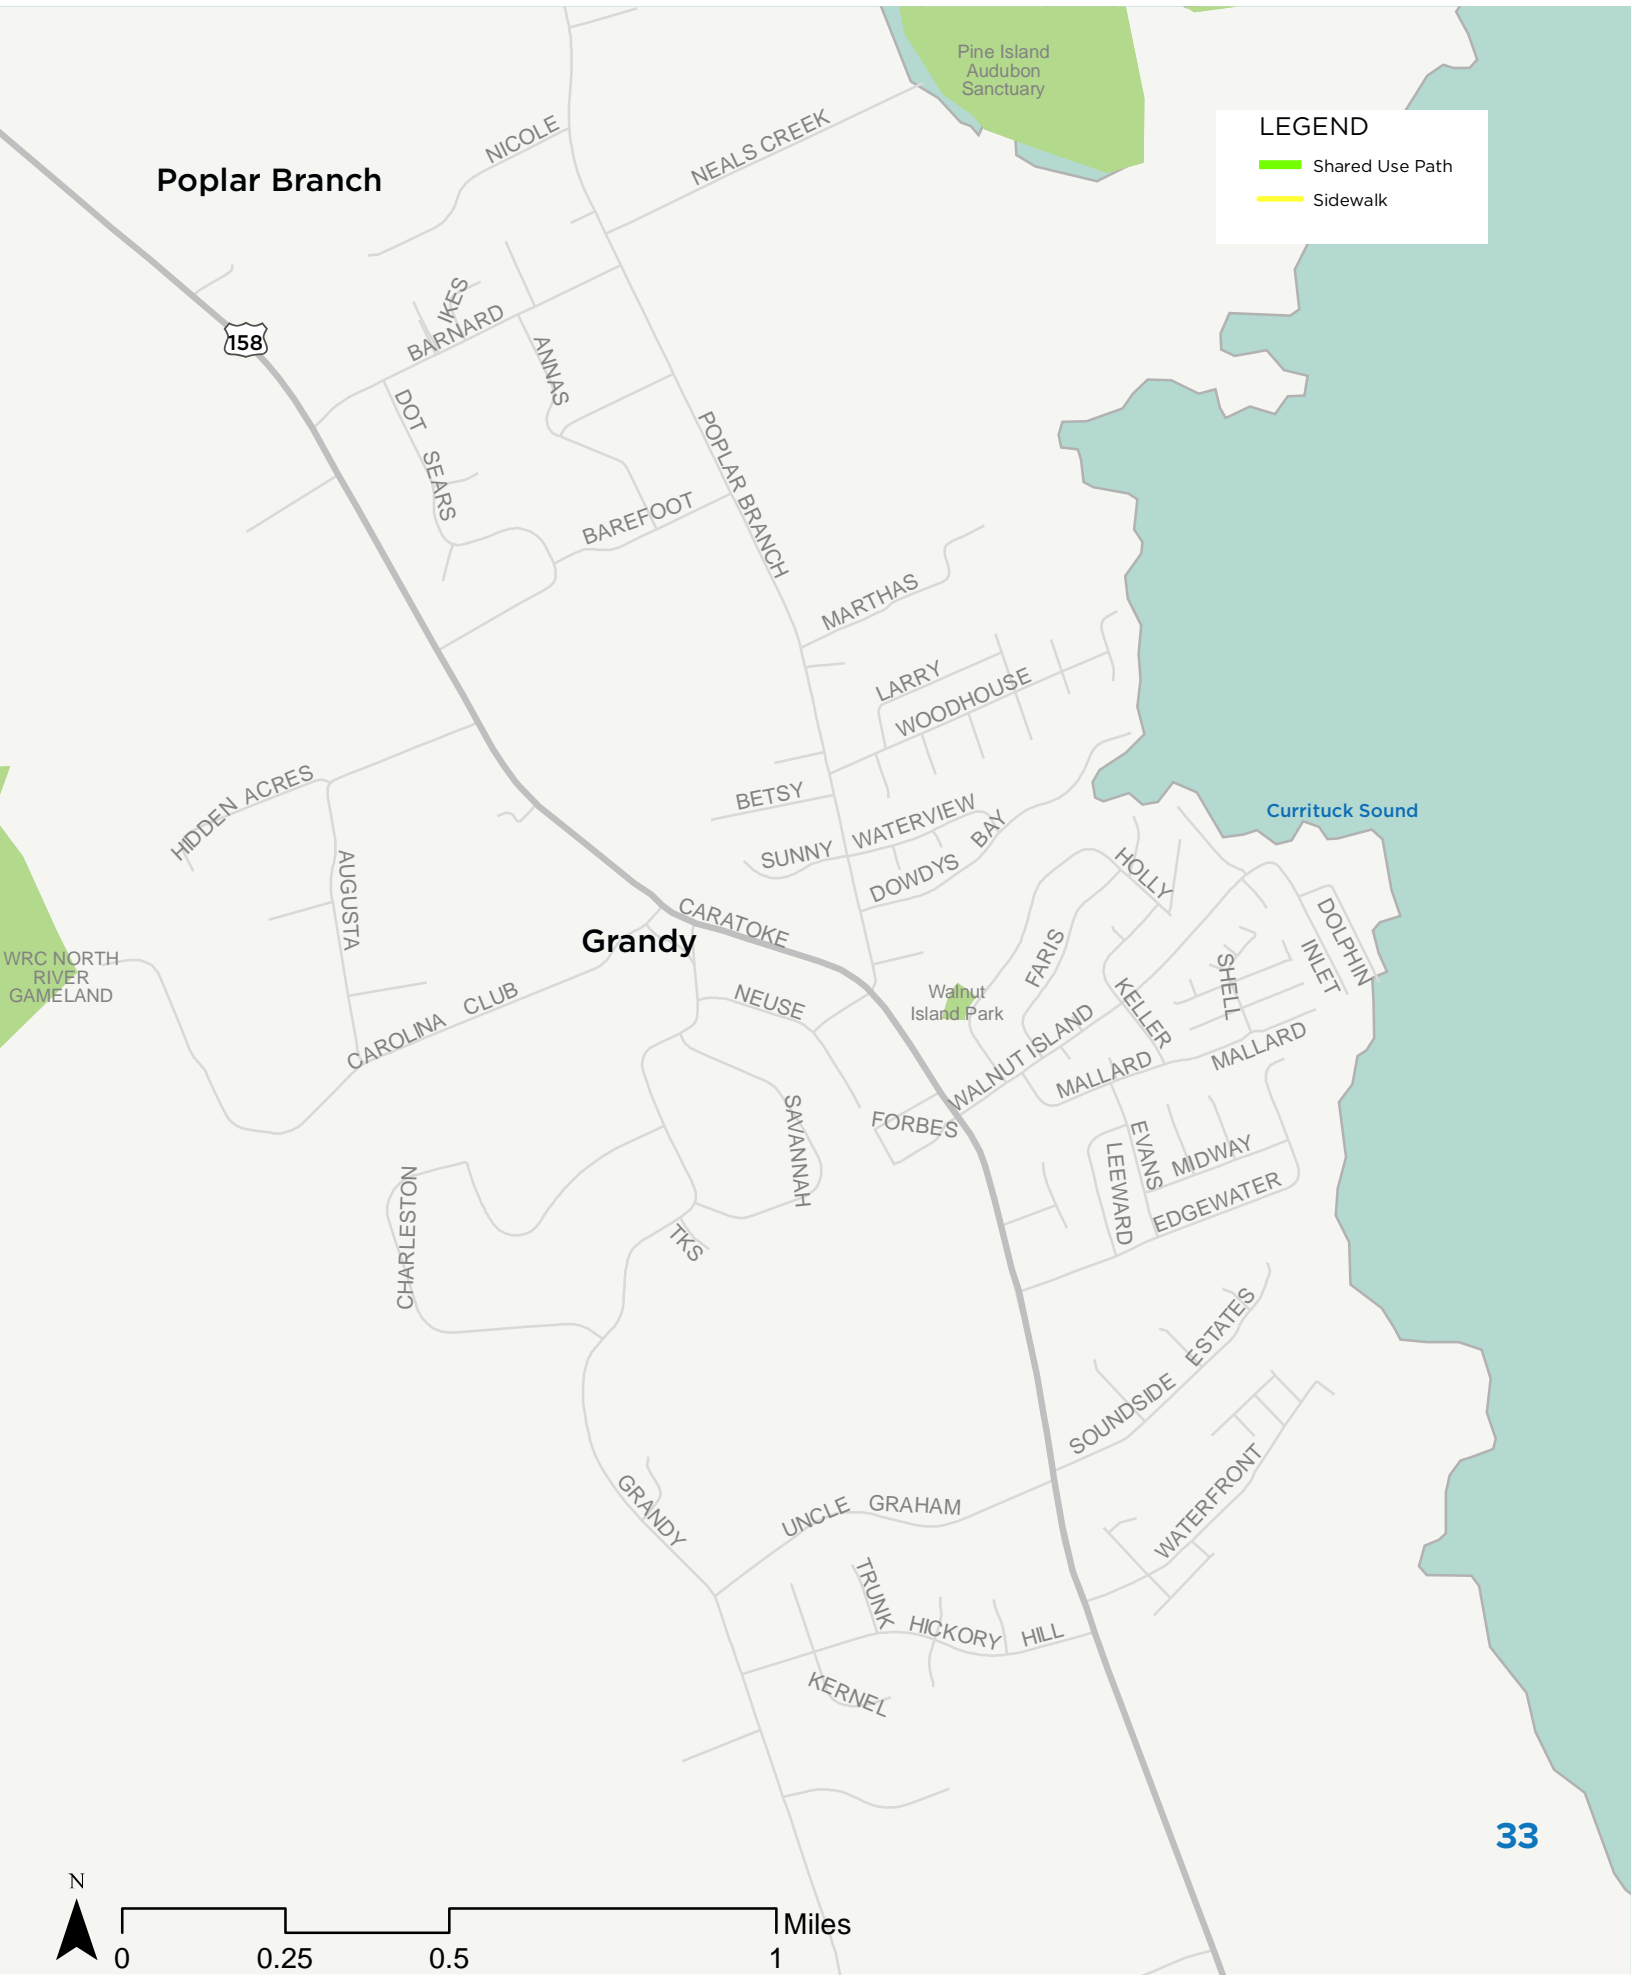 Pine Island
Audubon
Sanctuary
LEGEND
Shared Use Path
Sidewalk
NICOLE
NEALS CREEK
Poplar Branch
IKES
BARNARD
158
ANNAS
DOT SEARS
POPLAR BRANCH
BAREFOOT
MARTHAS
LARRY
WOODHOUSE
HIDDEN ACRES
BETSY
SUNNY
WATERVIEW
BAY
DOWDYS
Currituck Sound
HOLLY
AUGUSTA
CARATOKE
Grandy
DOLPHIN
INLET
FARIS
SHELL
WRC NORTH
RIVER
GAMELAND
CAROLINA CLUB
NEUSE
Walnut
Island Park
KELLER
WALNUT ISLAND
MALLARD
MALLARD
SAVANNAH
FORBES
EVANS
LEEWARD
MIDWAY
EDGEWATER
CHARLESTON
TKS
SOUNDSIDE ESTATES
GRANDY
UNCLE GRAHAM
WATERFRONT
TRUNK
HICKORY HILL
KERNEL
33
N
Miles
0 0.25 0.5 1